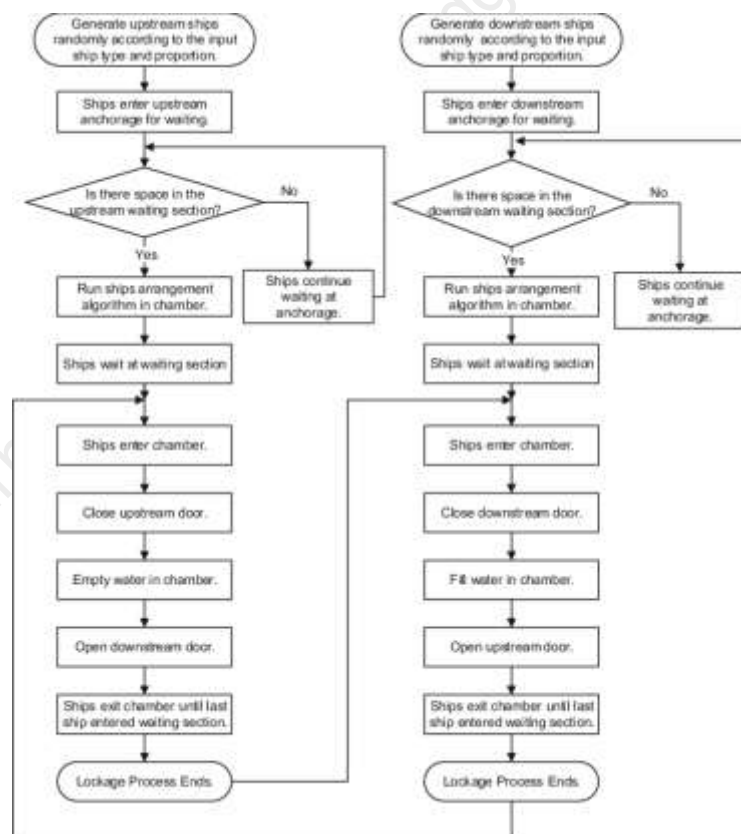 Generate upstream ships
randomly according to the input
ship type and proportion.
Ships enter upstream
anchorage for waiting.
Is there space in the
upstream waiting section?
No
Yes
Run ships arrangement
algorithm in chamber.
Ships continue
waiting at
anchorage.
Ships wait at waiting section
Ships enter chamber.
Close upstream door.
Empty water in chamber.
Open downstream door.
Ships exit chamber until last
ship entered waiting section.
Lockage Process Ends.
Generate downstream ships
randomly according to the input
ship type and proportion.
Ships enter downstream
anchorage for waiting.
Is there space in the
downstream waiting section?
No
Yes
Run ships arrangement
algorithm in chamber.
Ships continue
waiting at
anchorage.
Ships wait at waiting section
Ships enter chamber.
Close downstream door.
Fill water in chamber.
Open upstream door.
Ships exit chamber until last
ship entered waiting section.
Lockage Process Ends.